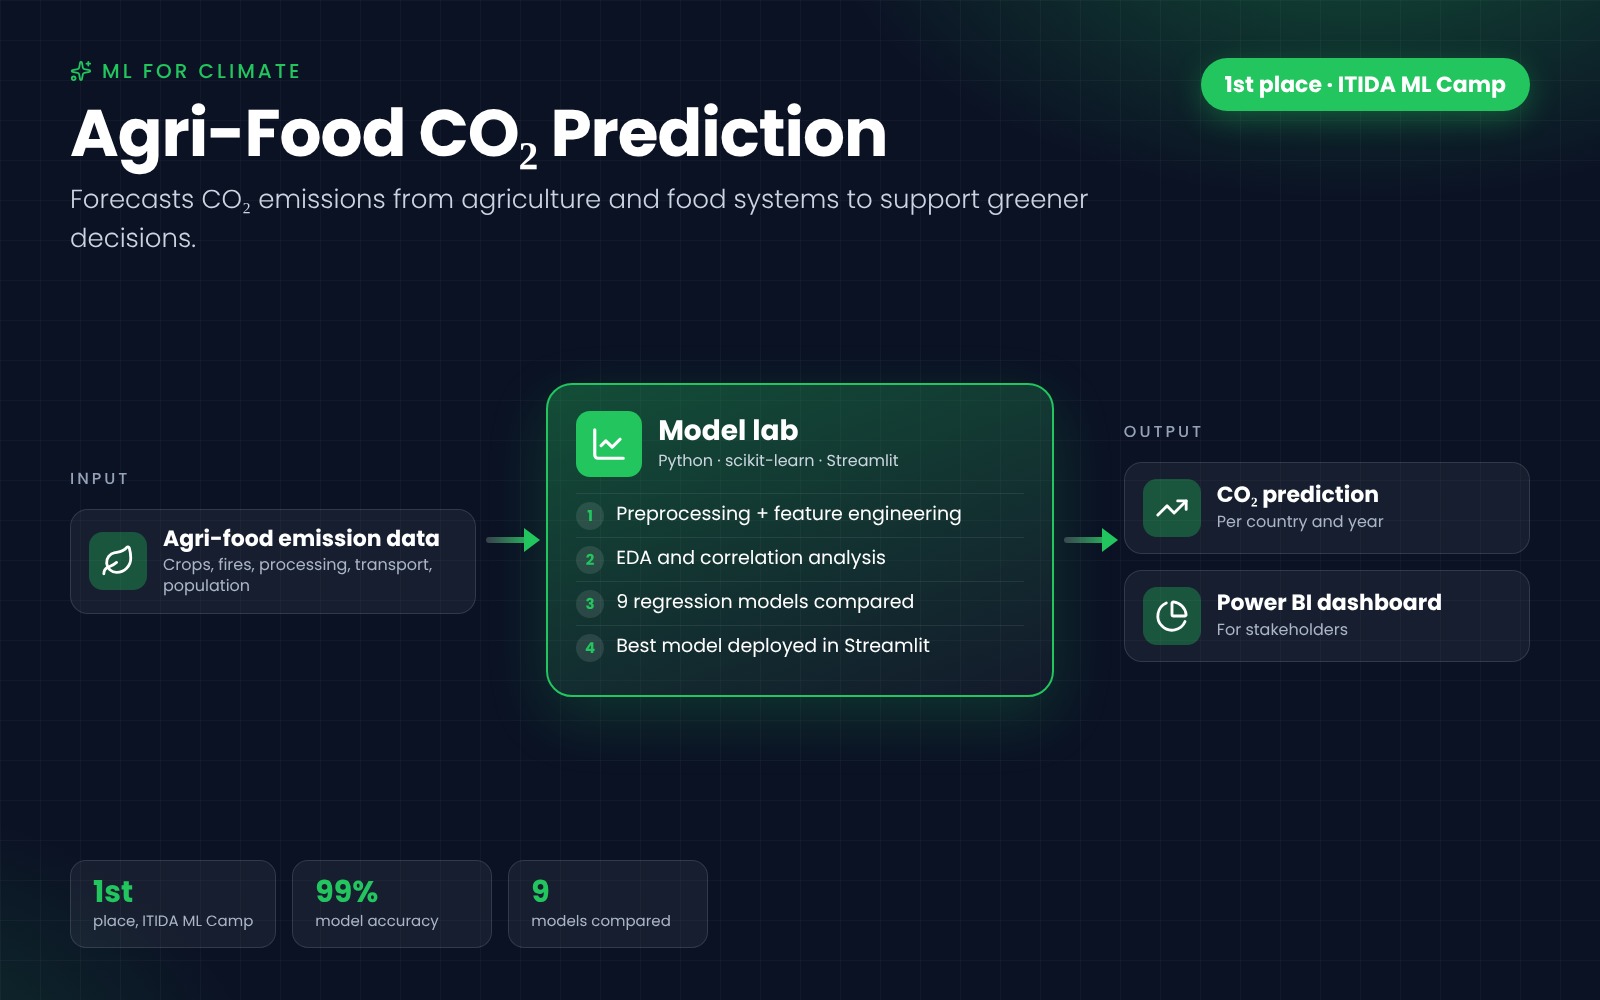 ML FOR CLIMATE
1st place · ITIDA ML Camp
Agri-Food CO₂ Prediction
Forecasts CO₂ emissions from agriculture and food systems to support greener
decisions.
INPUT
Agri-food emission data
Crops, fires, processing, transport,
population
Model lab
Python · scikit-learn · Streamlit
1 Preprocessing + feature engineering
2 EDA and correlation analysis
3 9 regression models compared
4 Best model deployed in Streamlit
OUTPUT
CO₂ prediction
Per country and year
Power BI dashboard
For stakeholders
1st
place, ITIDA ML Camp
99%
model accuracy
9
models compared